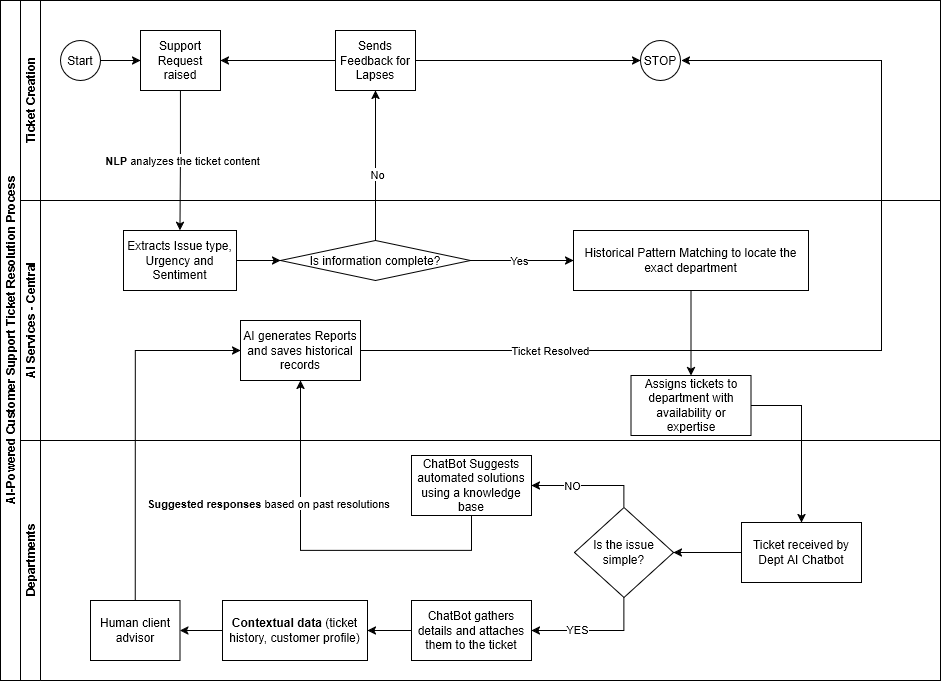 AI-Powered Customer Support Ticket Resolution Process
Ticket Creation
Start
Support
Request
raised
Sends
Feedback for
Lapses
STOP
NLP analyzes the ticket content
No
AI Services - Central
Extracts Issue type,
Urgency and
Sentiment
Is information complete?
Yes
Historical Pattern Matching to locate the
exact department
AI generates Reports
and saves historical
records
Ticket Resolved
Assigns tickets to
department with
availability or
expertise
Departments
ChatBot Suggests
automated solutions
using a knowledge
base
NO
Suggested responses based on past resolutions
Is the issue
simple?
Ticket received by
Dept AI Chatbot
Human client
advisor
Contextual data (ticket
history, customer profile)
ChatBot gathers
details and attaches
them to the ticket
YES